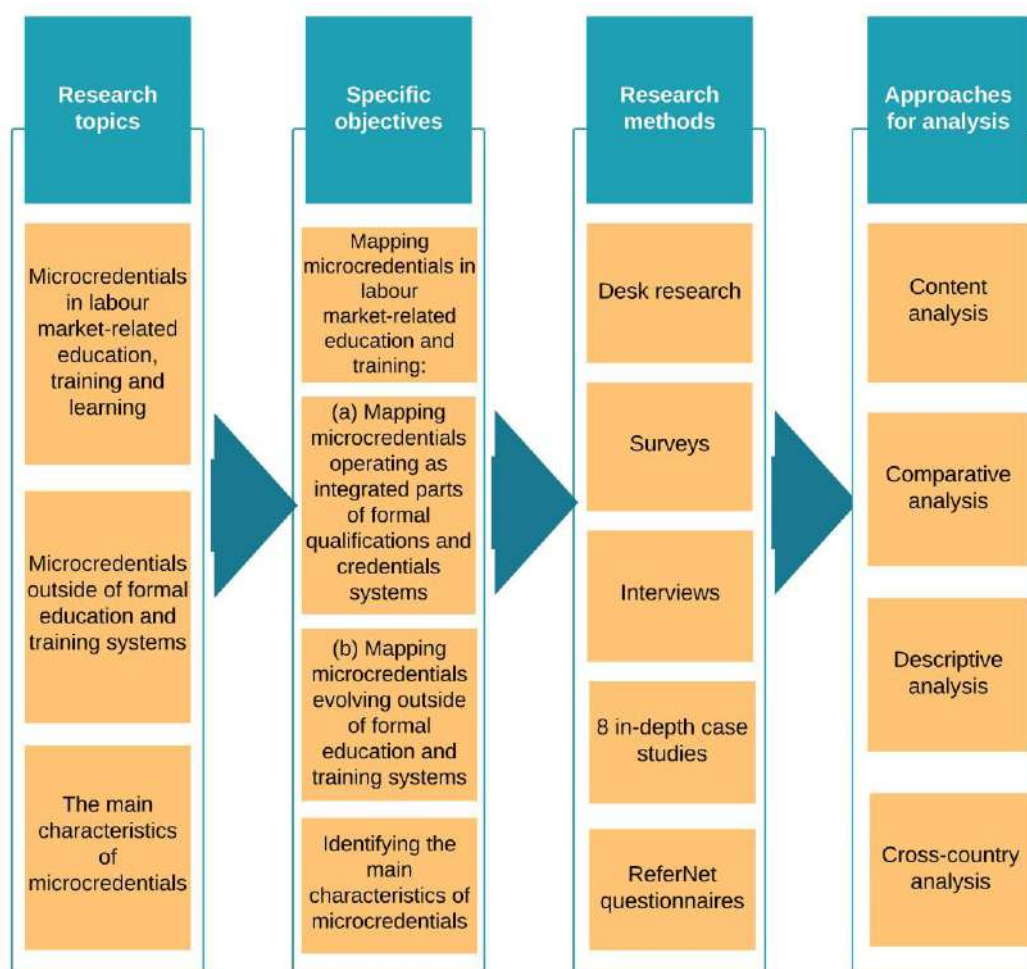 Research
topics
Microcredentials
in labour
market-related
education,
training and
learning
Microcredentials
outside of formal
education and
training systems
The main
characteristics
of
microcredentials
Specific
objectives
Mapping
microcredentials in
labour
market-related
education and
training:
(a) Mapping
microcredentials
operating as
integrated parts
of formal
qualifications and
credentials
systems
(b) Mapping
microcredentials
evolving outside
of formal
education and
training systems
Identifying the
main
characteristics of
microcredentials
Research
methods
Desk research
Surveys
Interviews
8 in-depth case
studies
ReferNet
questionnaires
Approaches
for analysis
Content
analysis
Comparative
analysis
Descriptive
analysis
Cross-country
analysis